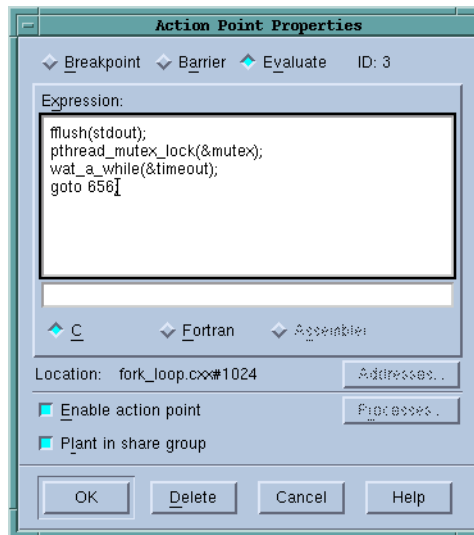 Action Point Properties
Breakpoint Barrier Evaluate ID: 3
Expression:
fflush(stdout);
pthread_mutex_lock(&mutex);
wat_a_while(&timeout);
goto 656;
C Fortran Assembler
Location: fork_loop.cxx#1024 Addresses...
Enable action point Processes...
Plant in share group
OK Delete Cancel Help